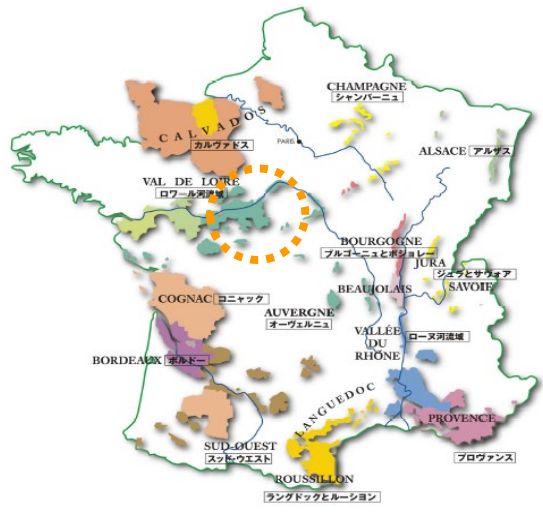 CHAMPAGNE
シャンパーニュ
CALVADOS
カルヴァドス
PARIS
ALSACE アルザス
VAL DE LOIRE
ロワール河流域
BOURGOGNE
ブルゴーニュとボジョレー
JURA
ジュラとサヴォア
SAVOIE
BEAUJOLAIS
COGNAC コニャック
AUVERGNE
オーヴェルニュ
VALLÉE
DU
RHÔNE
ローヌ河流域
BORDEAUX ボルドー
LANGUEDOC
PROVENCE
プロヴァンス
SUD-OUEST
スッド・ウエスト
ROUSSILLON
ラングドックとルーション